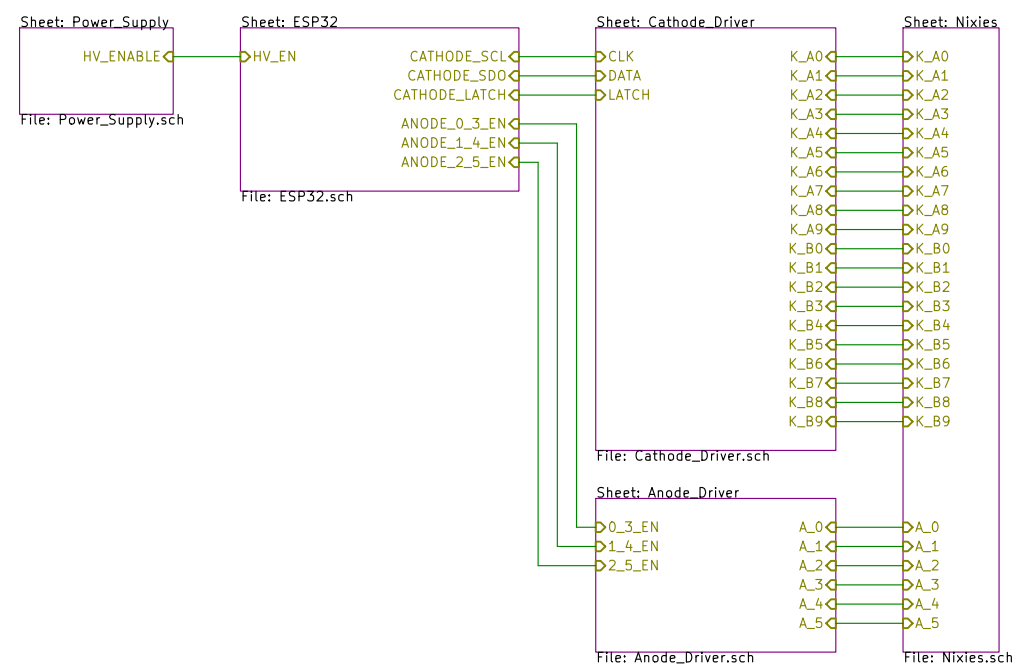 Sheet: Power_Supply
HV_ENABLE
File: Power_Supply.sch
Sheet: ESP32
HV_EN
CATHODE_SCL
CATHODE_SDO
CATHODE_LATCH
ANODE_0_3_EN
ANODE_1_4_EN
ANODE_2_5_EN
File: ESP32.sch
Sheet: Cathode_Driver
CLK
DATA
LATCH
K_A0
K_A1
K_A2
K_A3
K_A4
K_A5
K_A6
K_A7
K_A8
K_A9
K_B0
K_B1
K_B2
K_B3
K_B4
K_B5
K_B6
K_B7
K_B8
K_B9
File: Cathode_Driver.sch
Sheet: Anode_Driver
0_3_EN
1_4_EN
2_5_EN
A_0
A_1
A_2
A_3
A_4
A_5
File: Anode_Driver.sch
Sheet: Nixies
K_A0
K_A1
K_A2
K_A3
K_A4
K_A5
K_A6
K_A7
K_A8
K_A9
K_B0
K_B1
K_B2
K_B3
K_B4
K_B5
K_B6
K_B7
K_B8
K_B9
A_0
A_1
A_2
A_3
A_4
A_5
File: Nixies.sch